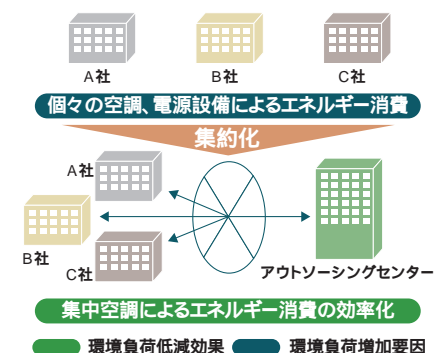 A社
B社
C社
個々の空調、電源設備によるエネルギー消費
集約化
A社
B社
C社
アウトソーシングセンター
集中空調によるエネルギー消費の効率化
環境負荷低減効果
環境負荷増加要因